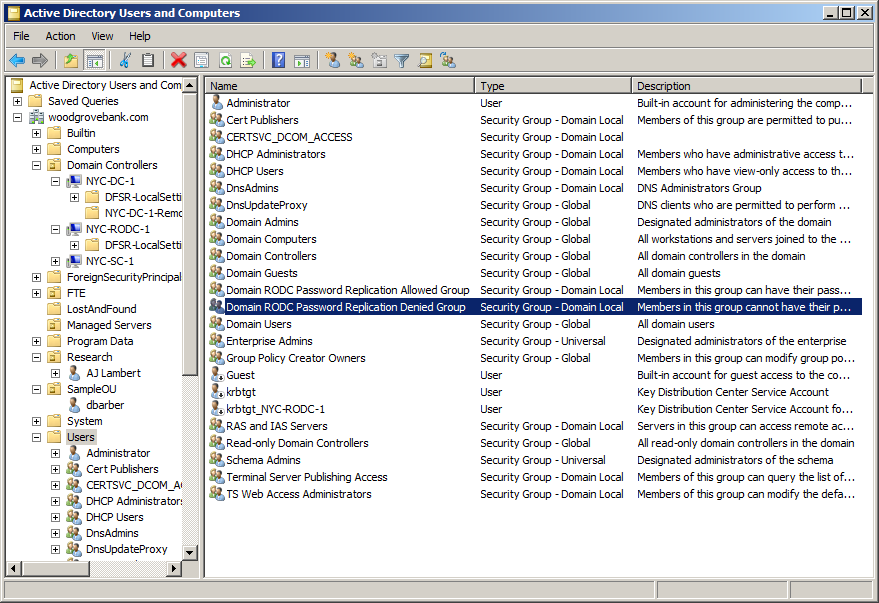 Active Directory Users and Computers
File Action View Help
Active Directory Users and Com
Saved Queries
woodgrovebank.com
Builtin
Computers
Domain Controllers
NYC-DC-1
DFSR-LocalSetti
NYC-DC-1-Remo
NYC-RODC-1
DFSR-LocalSetti
NYC-SC-1
ForeignSecurityPrincipal
FTE
LostAndFound
Managed Servers
Program Data
Research
AJ Lambert
SampleOU
dbarber
System
Users
Administrator
Cert Publishers
CERTSVC_DCOM_A
DHCP Administrators
DHCP Users
DnsAdmins
DnsUpdateProxy
Name Type Description
Administrator User Built-in account for administering the comp...
Cert Publishers Security Group - Domain Local Members of this group are permitted to pu...
CERTSVC_DCOM_ACCESS Security Group - Domain Local
DHCP Administrators Security Group - Domain Local Members who have administrative access t...
DHCP Users Security Group - Domain Local Members who have view-only access to th...
DnsAdmins Security Group - Domain Local DNS Administrators Group
DnsUpdateProxy Security Group - Global DNS clients who are permitted to perform ...
Domain Admins Security Group - Global Designated administrators of the domain
Domain Computers Security Group - Global All workstations and servers joined to the ...
Domain Controllers Security Group - Global All domain controllers in the domain
Domain Guests Security Group - Global All domain guests
Domain RODC Password Replication Allowed Group Security Group - Domain Local Members in this group can have their pass...
Domain RODC Password Replication Denied Group Security Group - Domain Local Members in this group cannot have their p...
Domain Users Security Group - Global All domain users
Enterprise Admins Security Group - Universal Designated administrators of the enterprise
Group Policy Creator Owners Security Group - Global Members in this group can modify group po...
Guest User Built-in account for guest access to the co...
krbtgt User Key Distribution Center Service Account
krbtgt_NYC-RODC-1 User Key Distribution Center Service Account fo...
RAS and IAS Servers Security Group - Domain Local Servers in this group can access remote ac...
Read-only Domain Controllers Security Group - Global All read-only domain controllers in the domain
Schema Admins Security Group - Universal Designated administrators of the schema
Terminal Server Publishing Access Security Group - Domain Local Members of this group can query the list of...
TS Web Access Administrators Security Group - Domain Local Members of this group can modify the defa...